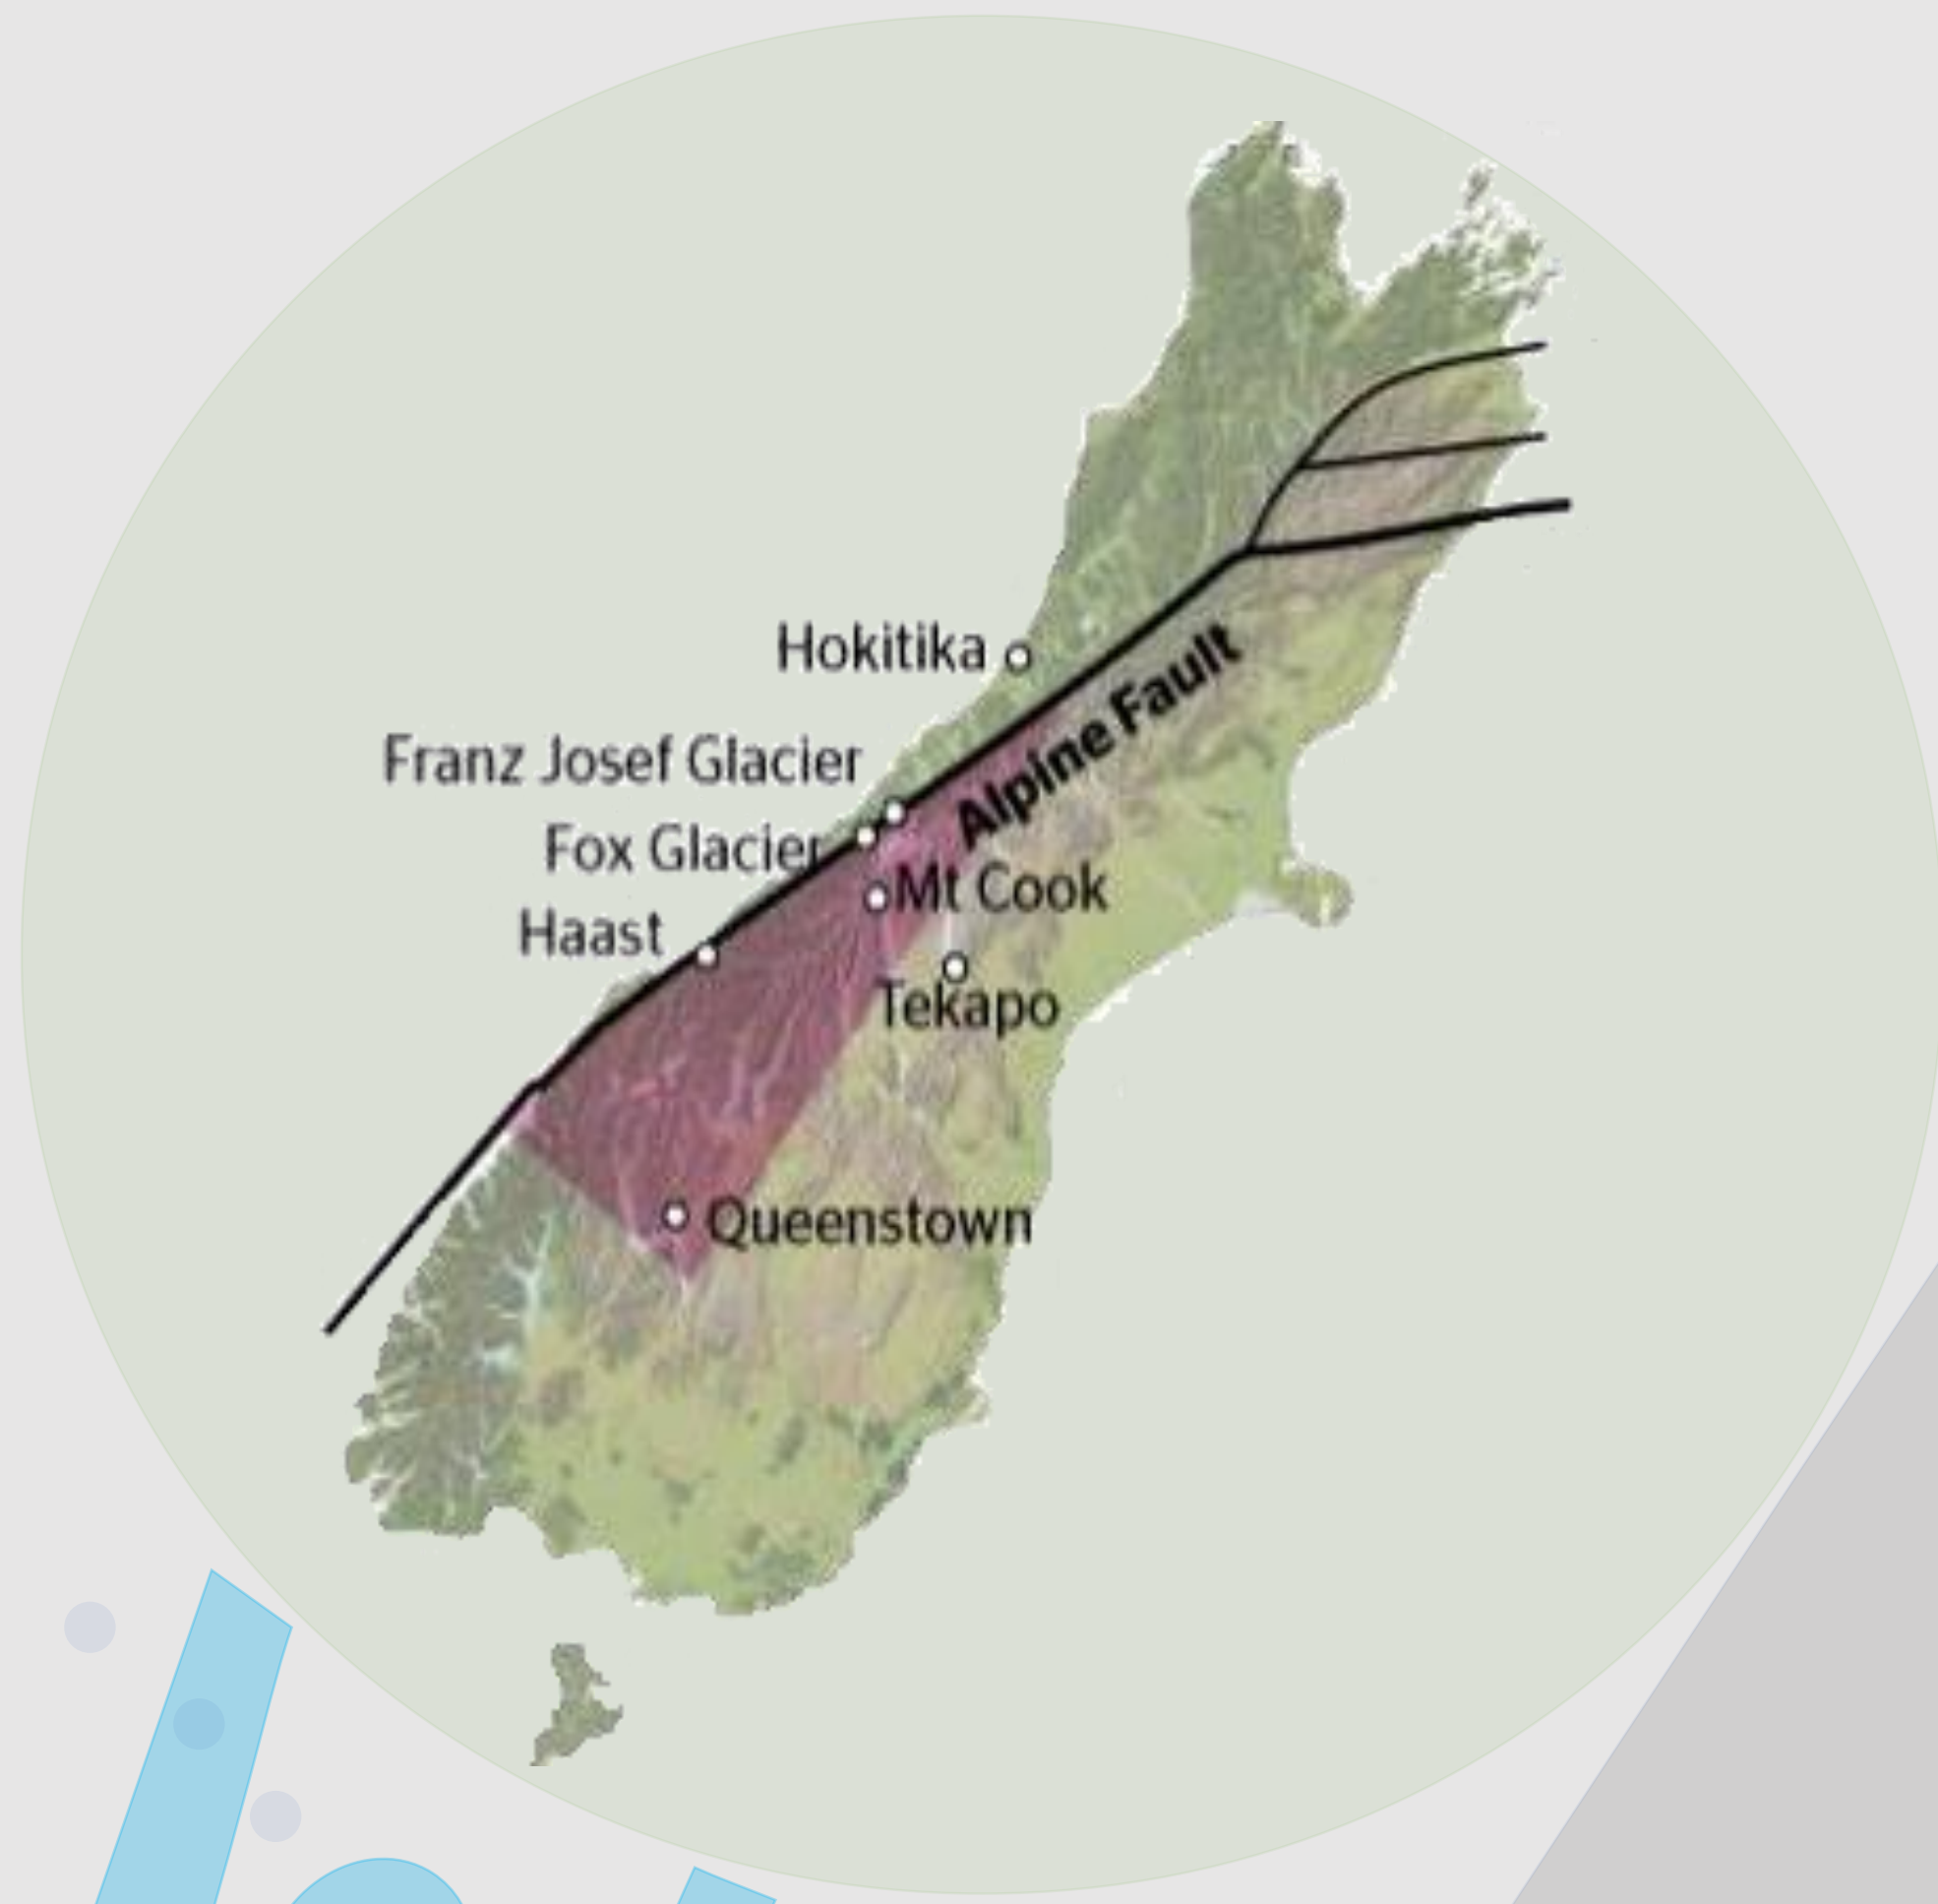 Hokitika
Alpine Fault
Franz Josef Glacier
Fox Glacier
Mt Cook
Haast
Tekapo
Queenstown